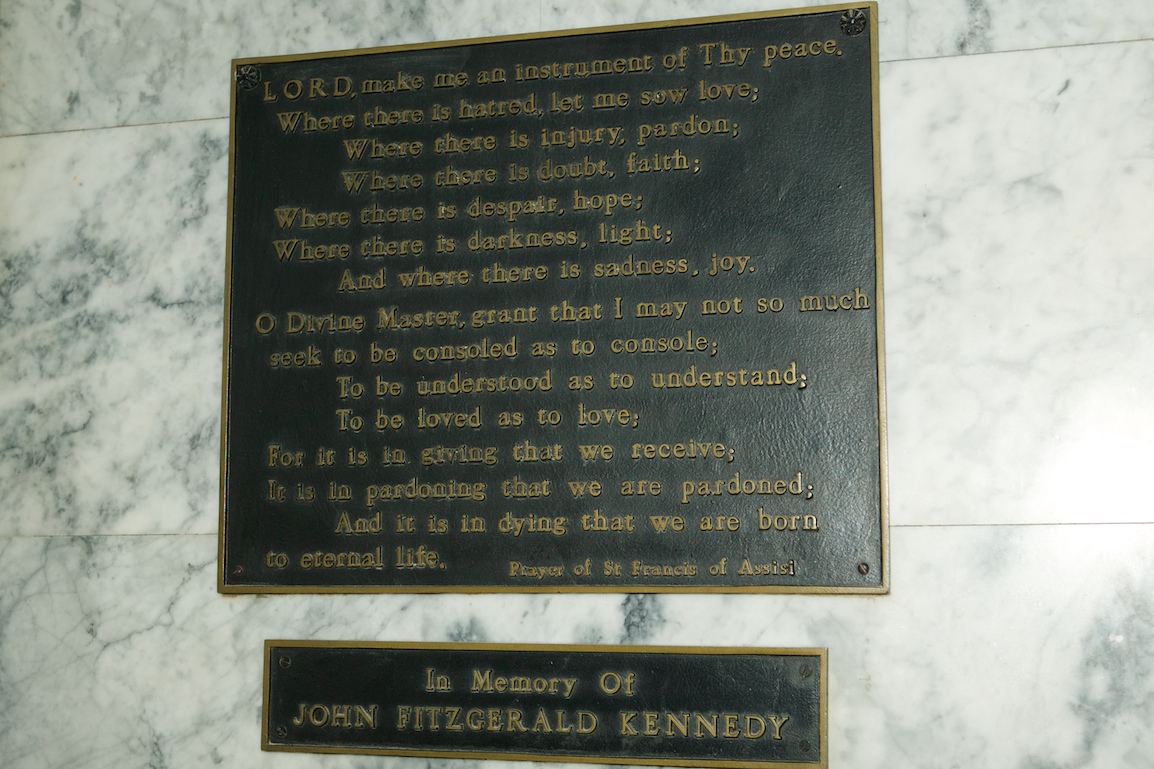 LORD, make me an instrument of Thy peace.
Where there is hatred, let me sow love;
Where there is injury, pardon;
Where there is doubt, faith;
Where there is despair, hope;
Where there is darkness, light;
And where there is sadness, joy.
O Divine Master, grant that I may not so much
seek to be consoled as to console;
To be understood as to understand;
To be loved as to love;
For it is in giving that we receive;
It is in pardoning that we are pardoned;
And it is in dying that we are born
to eternal life. Prayer of St Francis of Assisi
In Memory Of
JOHN FITZGERALD KENNEDY